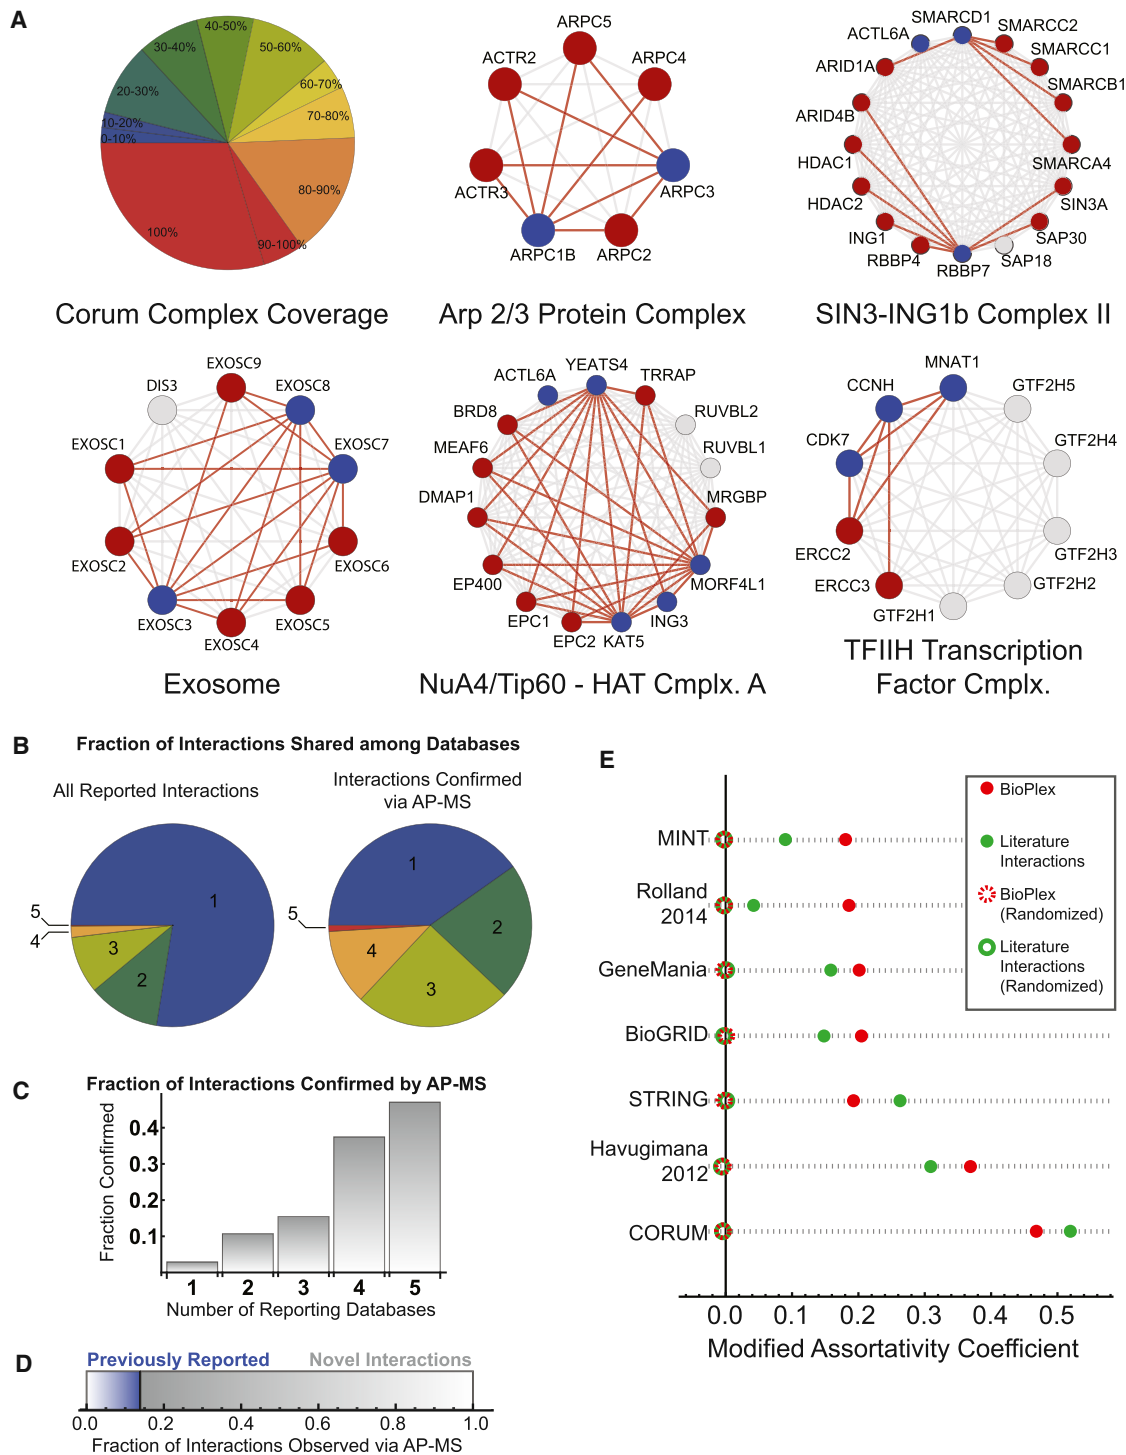 A
40-50%
30-40%
50-60%
20-30%
60-70%
70-80%
10-20%
0-10%
80-90%
100%
90-100%
Corum Complex Coverage
ARPC5
ACTR2
ARPC4
ACTR3
ARPC3
ARPC1B
ARPC2
Arp 2/3 Protein Complex
SMARCD1
ACTL6A
SMARCC2
SMARCC1
ARID1A
SMARCB1
ARID4B
HDAC1
SMARCA4
HDAC2
SIN3A
ING1
SAP30
RBBP4
SAP18
RBBP7
SIN3-ING1b Complex II
EXOSC9
DIS3
EXOSC8
EXOSC1
EXOSC7
EXOSC2
EXOSC6
EXOSC3
EXOSC5
EXOSC4
Exosome
YEATS4
ACTL6A
TRRAP
BRD8
RUVBL2
MEAF6
RUVBL1
DMAP1
MRGBP
EP400
MORF4L1
EPC1
ING3
EPC2
KAT5
NuA4/Tip60 - HAT Cmplx. A
MNAT1
CCNH
GTF2H5
CDK7
GTF2H4
ERCC2
GTF2H3
ERCC3
GTF2H2
GTF2H1
TFIIH Transcription
Factor Cmplx.
B
Fraction of Interactions Shared among Databases
All Reported Interactions
1
5
4
3
2
Interactions Confirmed
via AP-MS
1
5
2
4
3
C
Fraction of Interactions Confirmed by AP-MS
Fraction Confirmed
0.4
0.3
0.2
0.1
1 2 3 4 5
Number of Reporting Databases
D
Previously Reported Novel Interactions
0.0 0.2 0.4 0.6 0.8 1.0
Fraction of Interactions Observed via AP-MS
E
BioPlex
Literature
Interactions
BioPlex
(Randomized)
Literature
Interactions
(Randomized)
MINT
Rolland
2014
GeneMania
BioGRID
STRING
Havugimana
2012
CORUM
0.0 0.1 0.2 0.3 0.4 0.5
Modified Assortativity Coefficient